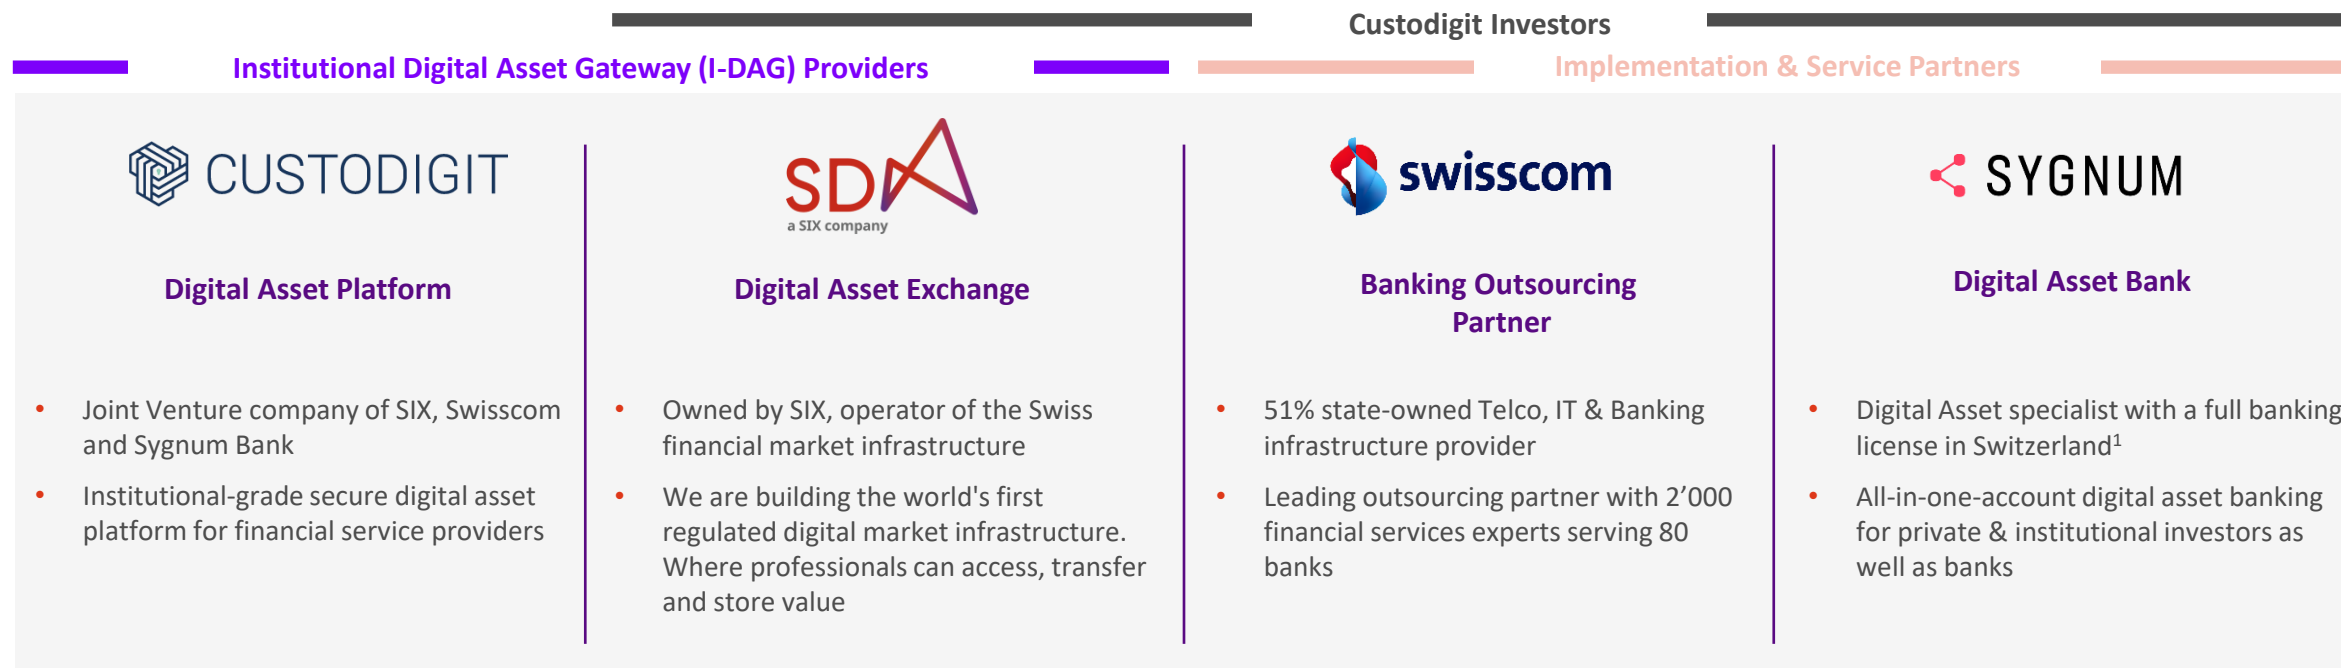 Custodigit Investors
Institutional Digital Asset Gateway (I-DAG) Providers
Implementation & Service Partners
CUSTODIGIT
Digital Asset Platform
• Joint Venture company of SIX, Swisscom
and Sygnum Bank
• Institutional-grade secure digital asset
platform for financial service providers
SDX
a SIX company
Digital Asset Exchange
• Owned by SIX, operator of the Swiss
financial market infrastructure
• We are building the world's first
regulated digital market infrastructure.
Where professionals can access, transfer
and store value
swisscom
Banking Outsourcing
Partner
• 51% state-owned Telco, IT & Banking
infrastructure provider
• Leading outsourcing partner with 2’000
financial services experts serving 80
banks
SYGNUM
Digital Asset Bank
• Digital Asset specialist with a full banking
license in Switzerland¹
• All-in-one-account digital asset banking
for private & institutional investors as
well as banks